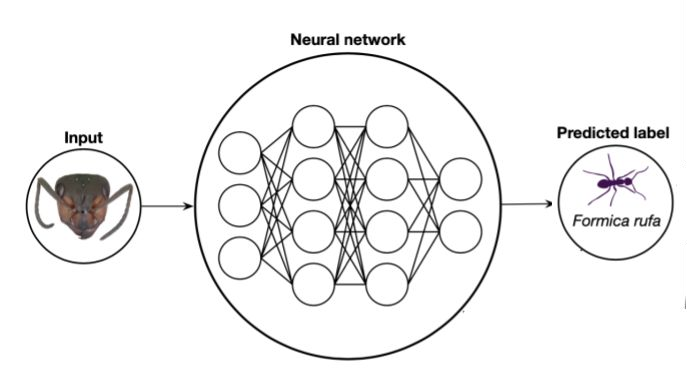 Neural network
Input
Predicted label
Formica rufa